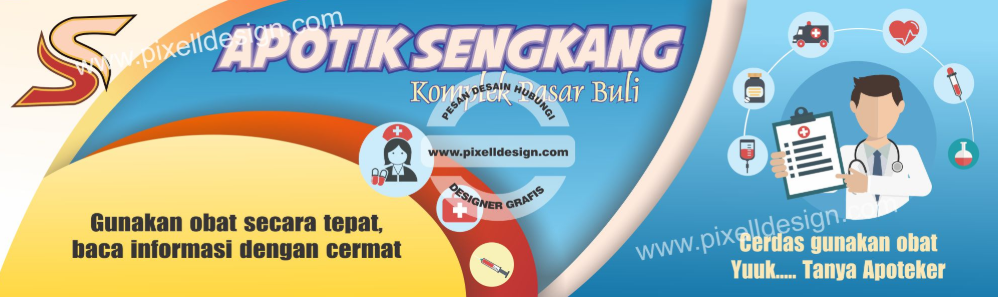 S
APOTIK SENGKANG
Komplek Pasar Buli
PESAN DESAIN HUBUNGI
www.pixelldesign.com
DESIGNER GRAFIS
www.pixelldesign.com
Gunakan obat secara tepat,
baca informasi dengan cermat
www.pixelldesign.com
Cerdas gunakan obat
Yuuk..... Tanya Apoteker